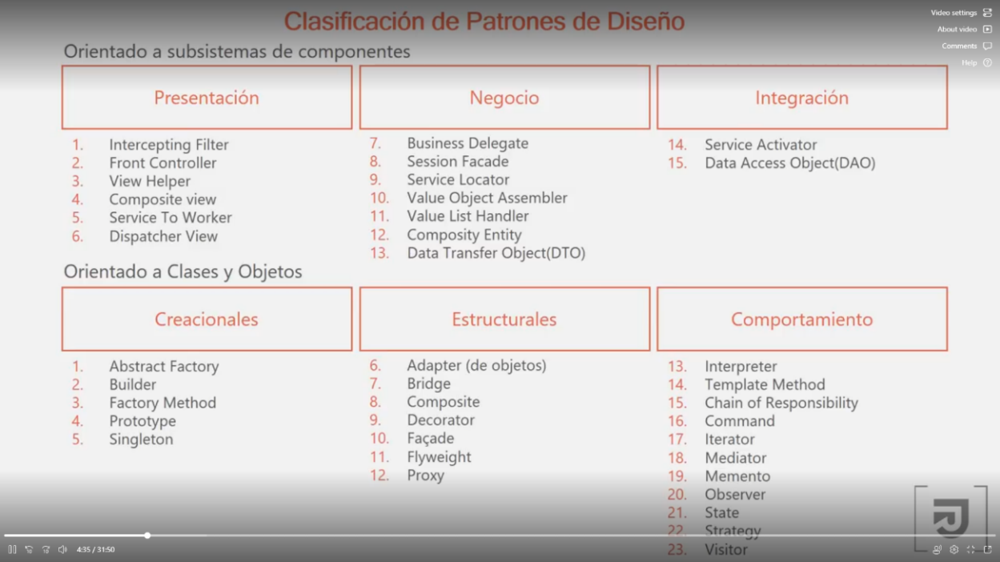 Clasificación de Patrones de Diseño
Video settings
About video
Comments
Help
Orientado a subsistemas de componentes
Presentación
1. Intercepting Filter
2. Front Controller
3. View Helper
4. Composite view
5. Service To Worker
6. Dispatcher View
Negocio
7. Business Delegate
8. Session Facade
9. Service Locator
10. Value Object Assembler
11. Value List Handler
12. Composity Entity
13. Data Transfer Object(DTO)
Integración
14. Service Activator
15. Data Access Object(DAO)
Orientado a Clases y Objetos
Creacionales
1. Abstract Factory
2. Builder
3. Factory Method
4. Prototype
5. Singleton
Estructurales
6. Adapter (de objetos)
7. Bridge
8. Composite
9. Decorator
10. Façade
11. Flyweight
12. Proxy
Comportamiento
13. Interpreter
14. Template Method
15. Chain of Responsibility
16. Command
17. Iterator
18. Mediator
19. Memento
20. Observer
21. State
22. Strategy
23. Visitor
4:35 / 31:50